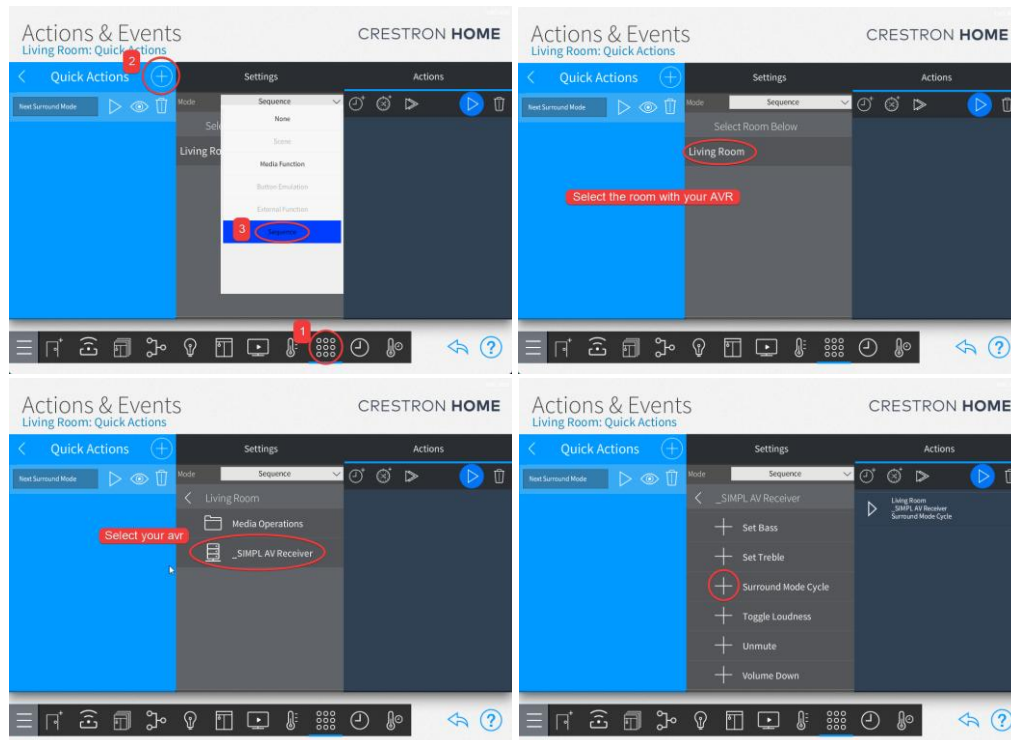 Actions & Events
CRESTRON HOME
Living Room: Quick Actions
2
Quick Actions
Settings
Actions
Next Surround Mode
Mode
Sequence
None
Sel
Scene
Living Ro
Media Function
Button Emulation
External Function
3
Sequence
1
?
Actions & Events
CRESTRON HOME
Living Room: Quick Actions
Quick Actions
Settings
Actions
Next Surround Mode
Mode
Sequence
Select Room Below
Living Room
Select the room with your AVR
?
Actions & Events
CRESTRON HOME
Living Room: Quick Actions
Quick Actions
Settings
Actions
Next Surround Mode
Mode
Sequence
Living Room
Media Operations
Select your avr
_SIMPL AV Receiver
?
Actions & Events
CRESTRON HOME
Living Room: Quick Actions
Quick Actions
Settings
Actions
Next Surround Mode
Mode
Sequence
_SIMPL AV Receiver
Living Room
_SIMPL AV Receiver
Surround Mode Cycle
Set Bass
Set Treble
Surround Mode Cycle
Toggle Loudness
Unmute
Volume Down
?